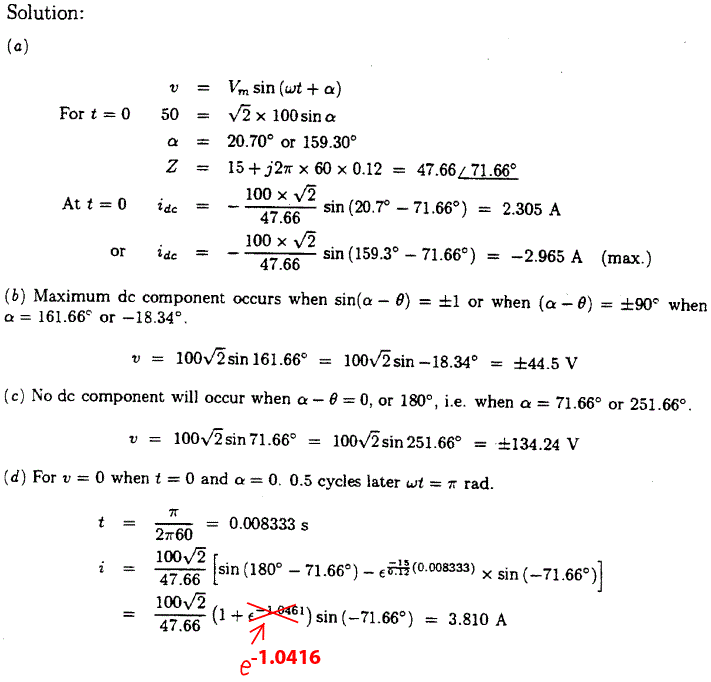 Solution:
(a)
v = Vm sin (ωt + α)
For t = 0 50 = √2 × 100 sin α
α = 20.70° or 159.30°
Z = 15 + j2π × 60 × 0.12 = 47.66∠71.66°
At t = 0 idc = − 100 × √2 / 47.66 sin (20.7° − 71.66°) = 2.305 A
or idc = − 100 × √2 / 47.66 sin (159.3° − 71.66°) = −2.965 A (max.)
(b) Maximum dc component occurs when sin(α − θ) = ±1 or when (α − θ) = ±90° when
α = 161.66° or −18.34°.
v = 100√2 sin 161.66° = 100√2 sin −18.34° = ±44.5 V
(c) No dc component will occur when α − θ = 0, or 180°, i.e. when α = 71.66° or 251.66°.
v = 100√2 sin 71.66° = 100√2 sin 251.66° = ±134.24 V
(d) For v = 0 when t = 0 and α = 0. 0.5 cycles later ωt = π rad.
t = π / 2π60 = 0.008333 s
i = 100√2 / 47.66 [sin (180° − 71.66°) − ϵ^(−15/0.12 (0.008333)) × sin (−71.66°)]
= 100√2 / 47.66 (1 + ϵ^−1.0461) sin (−71.66°) = 3.810 A
e^-1.0416